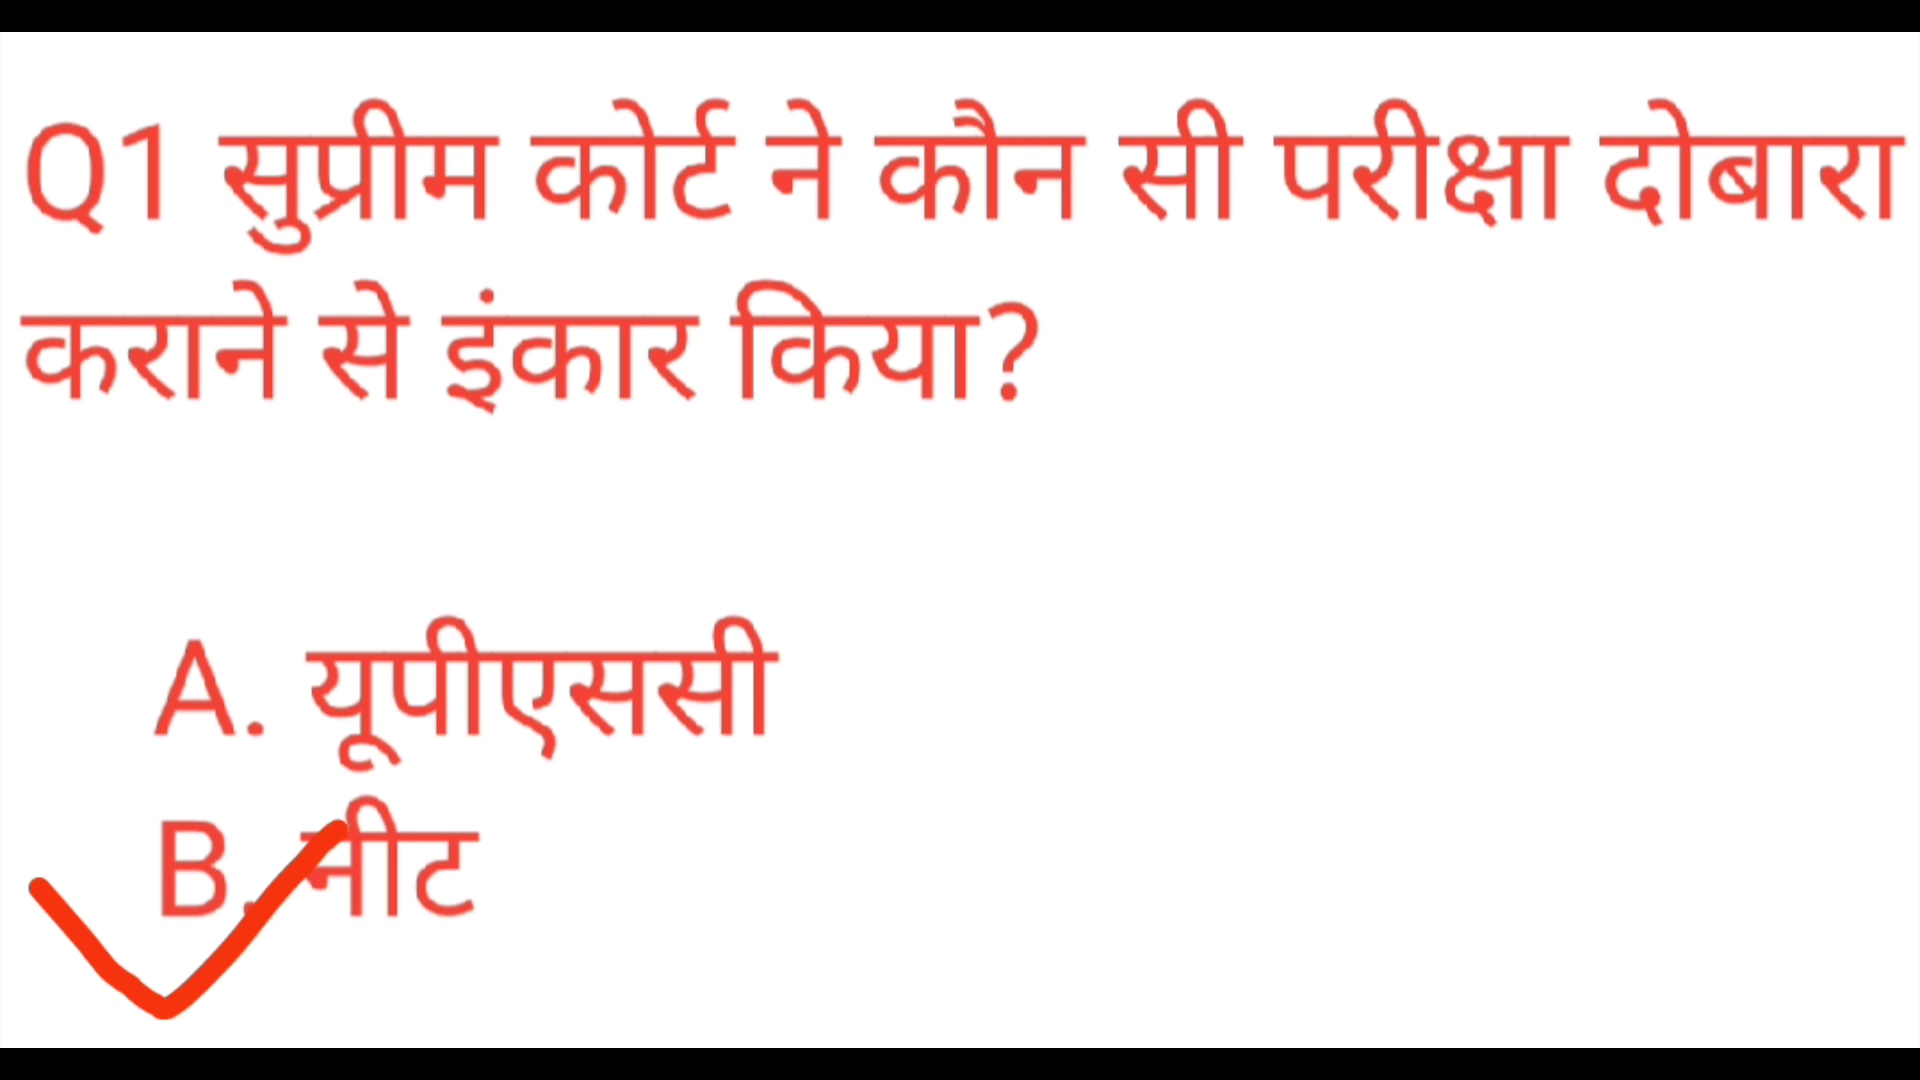 Q1 सुप्रीम कोर्ट ने कौन सी परीक्षा दोबारा
कराने से इंकार किया?
A. यूपीएससी
B. नीट